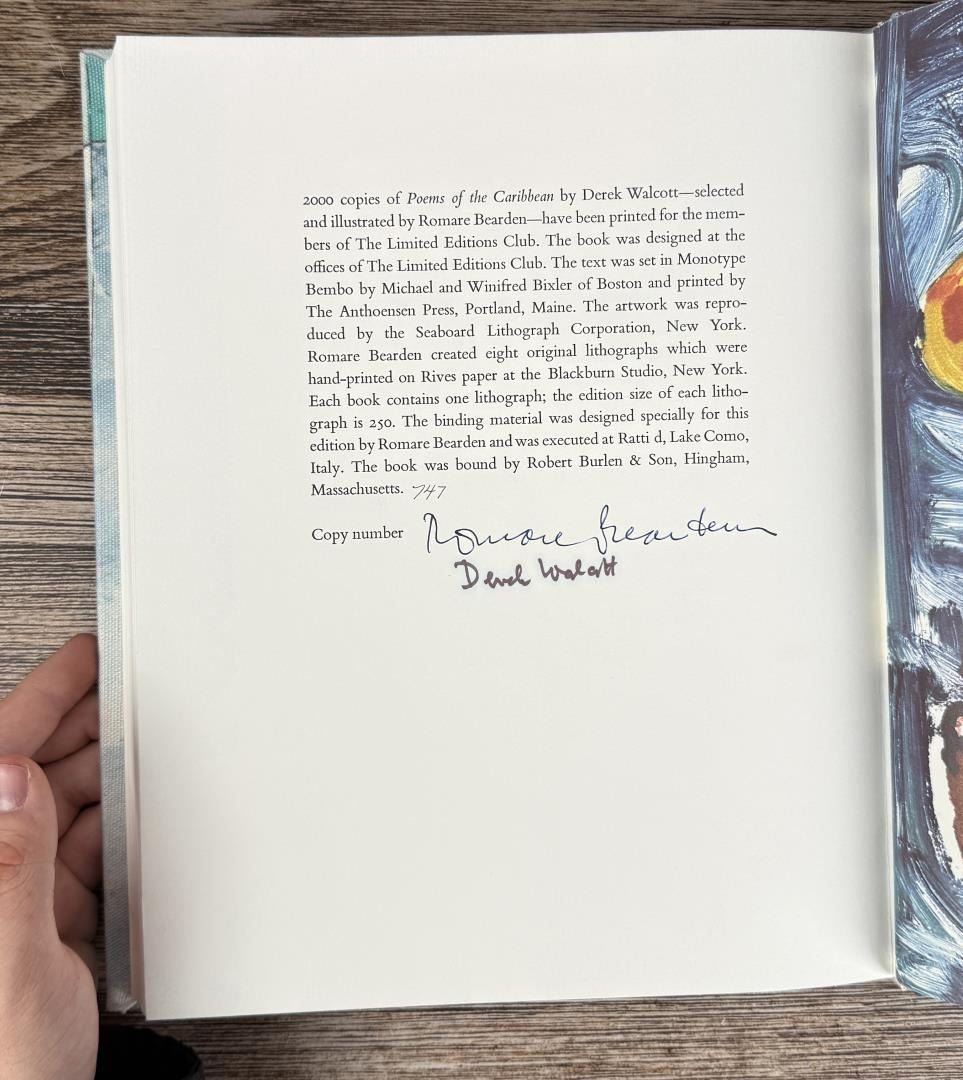 2000 copies of Poems of the Caribbean by Derek Walcott—selected
and illustrated by Romare Bearden—have been printed for the mem-
bers of The Limited Editions Club. The book was designed at the
offices of The Limited Editions Club. The text was set in Monotype
Bembo by Michael and Winifred Bixler of Boston and printed by
The Anthoensen Press, Portland, Maine. The artwork was repro-
duced by the Seaboard Lithograph Corporation, New York.
Romare Bearden created eight original lithographs which were
hand-printed on Rives paper at the Blackburn Studio, New York.
Each book contains one lithograph; the edition size of each litho-
graph is 250. The binding material was designed specially for this
edition by Romare Bearden and was executed at Ratti d, Lake Como,
Italy. The book was bound by Robert Burlen & Son, Hingham,
Massachusetts. 747
Copy number Romare Bearden
Derek Walcott